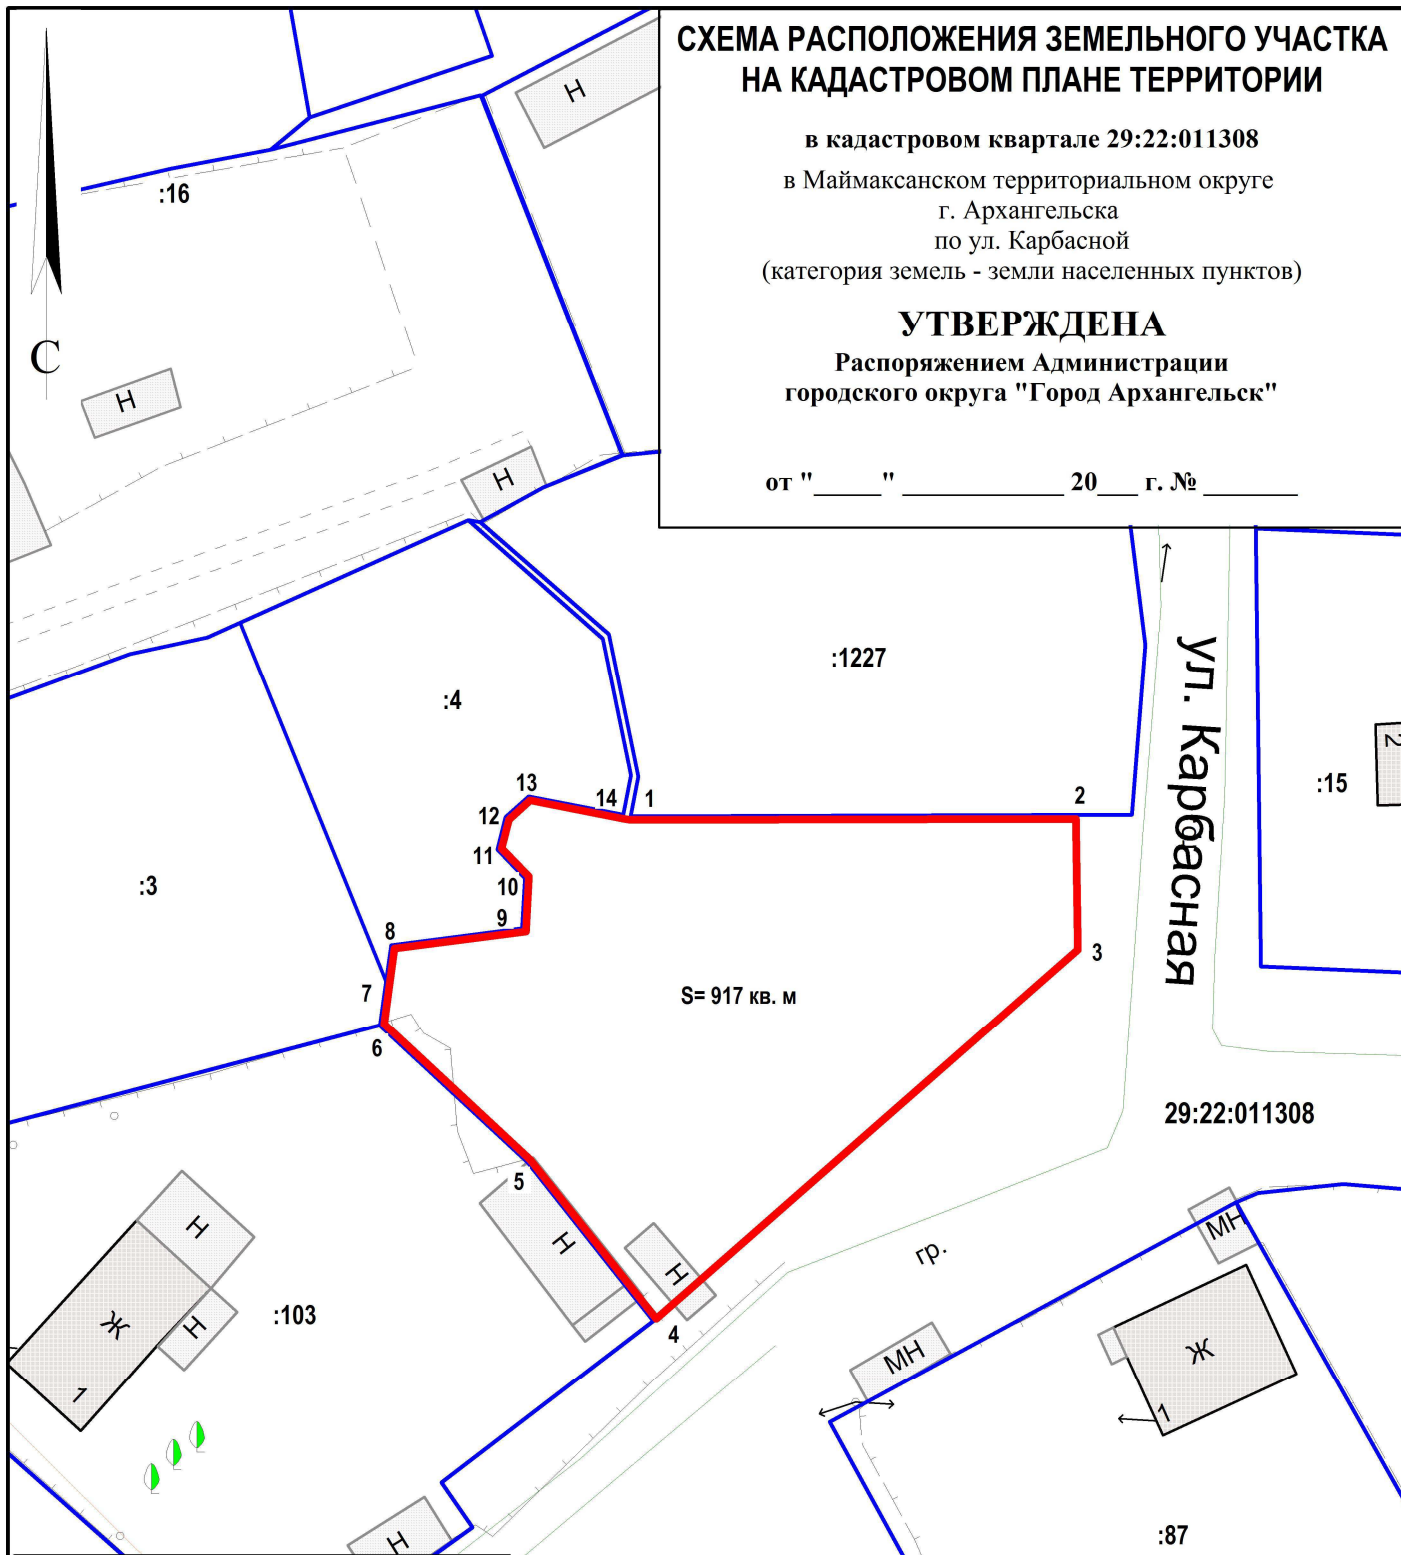 СХЕМА РАСПОЛОЖЕНИЯ ЗЕМЕЛЬНОГО УЧАСТКА
НА КАДАСТРОВОМ ПЛАНЕ ТЕРРИТОРИИ
в кадастровом квартале 29:22:011308
в Маймаксанском территориальном округе
г. Архангельска
по ул. Карбасной
(категория земель - земли населенных пунктов)
УТВЕРЖДЕНА
Распоряжением Администрации
городского округа "Город Архангельск"
от "_____" ____________ 20___ г. № _______
Н
:16
С
Н
Н
:1227
:4
ул. Карбасная
2
:15
13
14
1
2
12
11
:3
10
9
8
3
7
S= 917 кв. м
6
29:22:011308
5
Н
Н
Н
МН
гр.
:103
Н
Ж
1
4
МН
Ж
1
Н
:87